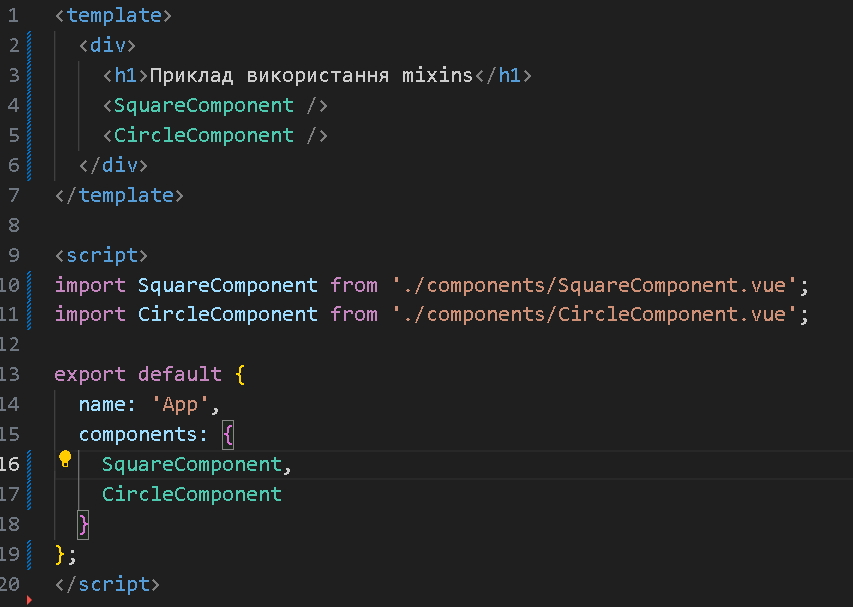 1 <template>
2 <div>
3 <h1>Приклад використання mixins</h1>
4 <SquareComponent />
5 <CircleComponent />
6 </div>
7 </template>
8
9 <script>
10 import SquareComponent from './components/SquareComponent.vue';
11 import CircleComponent from './components/CircleComponent.vue';
12
13 export default {
14 name: 'App',
15 components: {
16 SquareComponent,
17 CircleComponent
18 }
19 };
20 </script>